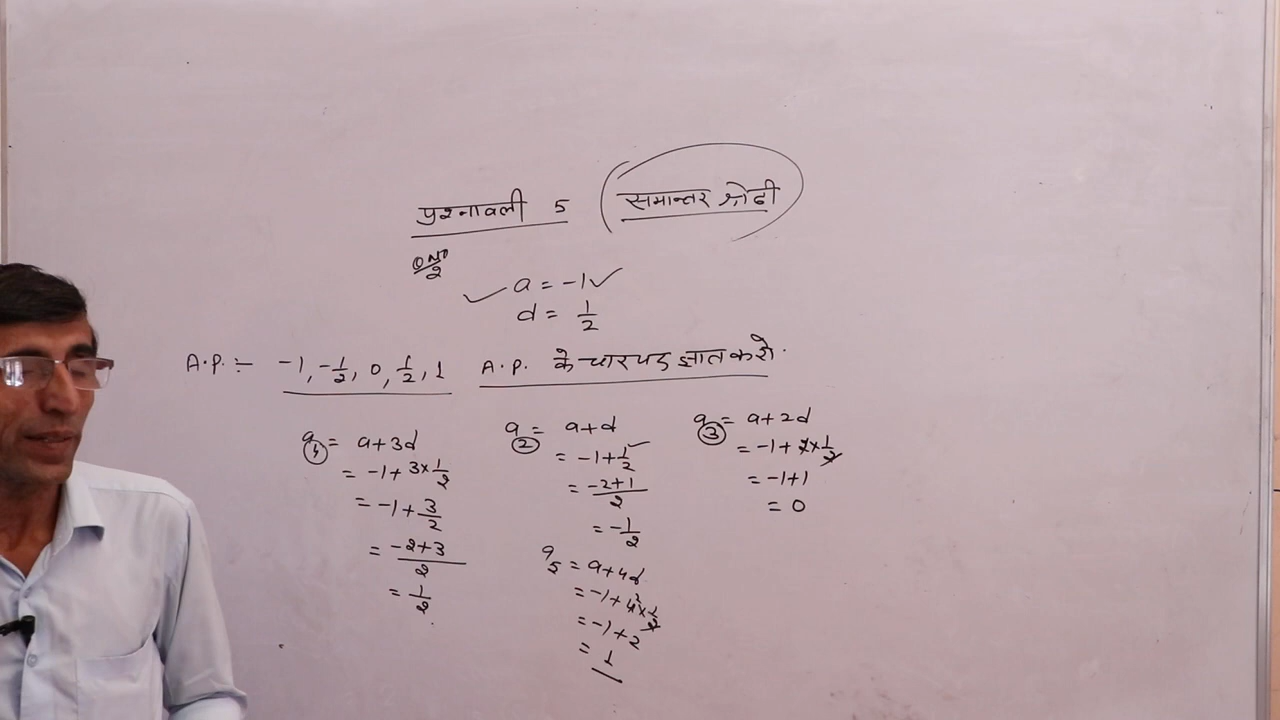 प्रश्नावली 5 समान्तर श्रेढी
Q NO 2
a = -1
d = 1/2
A.P. :- -1, -1/2, 0, 1/2, 1 A.P. के चार पद ज्ञात करो.
a4 = a+3d
= -1+3×1/2
= -1+3/2
= -2+3/2
= 1/2
a2 = a+d
= -1+1/2
= -2+1/2
= -1/2
a5 = a+4d
= -1+4×1/2
= -1+2
= 1
a3 = a+2d
= -1+2×1/2
= -1+1
= 0